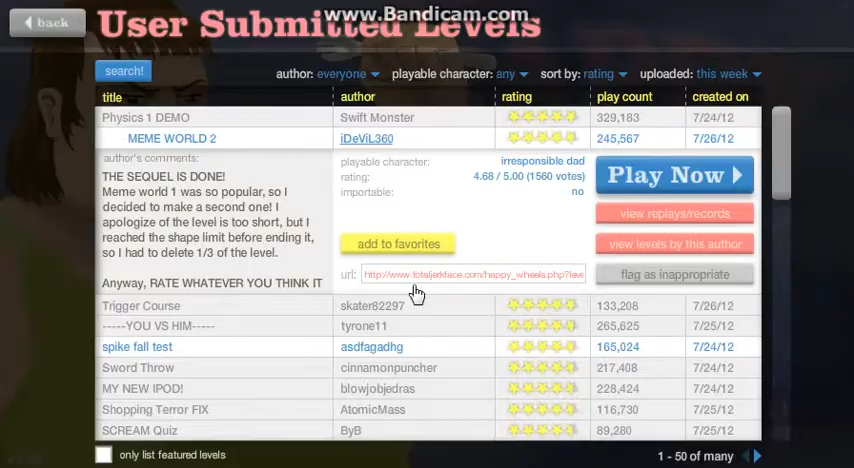 www.Bandicam.com
back
User Submitted Levels
search!
author: everyone playable character: any sort by: rating uploaded: this week
title author rating play count created on
Physics 1 DEMO Swift Monster 329,183 7/24/12
MEME WORLD 2 iDeViL360 245,567 7/26/12
author's comments:
THE SEQUEL IS DONE!
Meme world 1 was so popular, so I
decided to make a second one! I
apologize of the level is too short, but I
reached the shape limit before ending it,
so I had to delete 1/3 of the level.
Anyway, RATE WHATEVER YOU THINK IT
playable character: irresponsible dad
rating: 4.68 / 5.00 (1560 votes)
importable: no
add to favorites
url: http://www.totaljerkface.com/happy_wheels.php?leve
Play Now
view replays/records
view levels by this author
flag as inappropriate
Trigger Course skater82297 133,208 7/26/12
-----YOU VS HIM----- tyrone11 265,625 7/25/12
spike fall test asdfagadhg 165,024 7/24/12
Sword Throw cinnamonpuncher 217,408 7/24/12
MY NEW IPOD! blowjobjedras 228,424 7/24/12
Shopping Terror FIX AtomicMass 116,730 7/25/12
SCREAM Quiz ByB 89,280 7/25/12
only list featured levels 1 - 50 of many